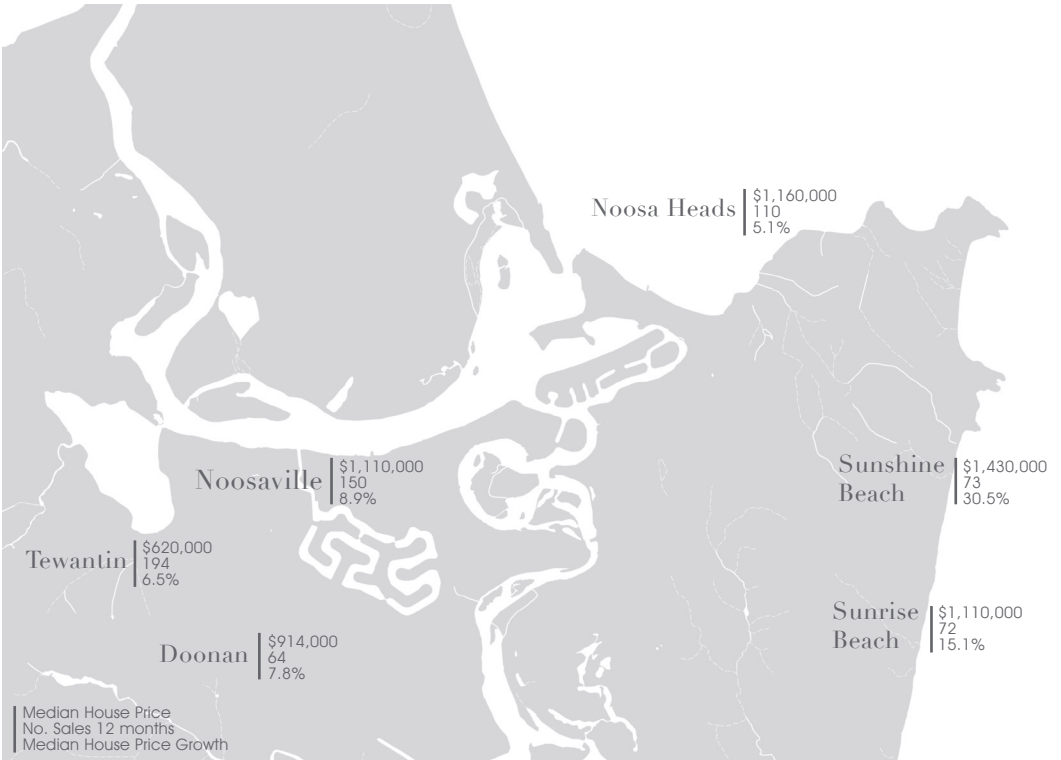 Noosa Heads
$1,160,000
110
5.1%
Noosaville
$1,110,000
150
8.9%
Sunshine
Beach
$1,430,000
73
30.5%
Tewantin
$620,000
194
6.5%
Sunrise
Beach
$1,110,000
72
15.1%
Doonan
$914,000
64
7.8%
Median House Price
No. Sales 12 months
Median House Price Growth